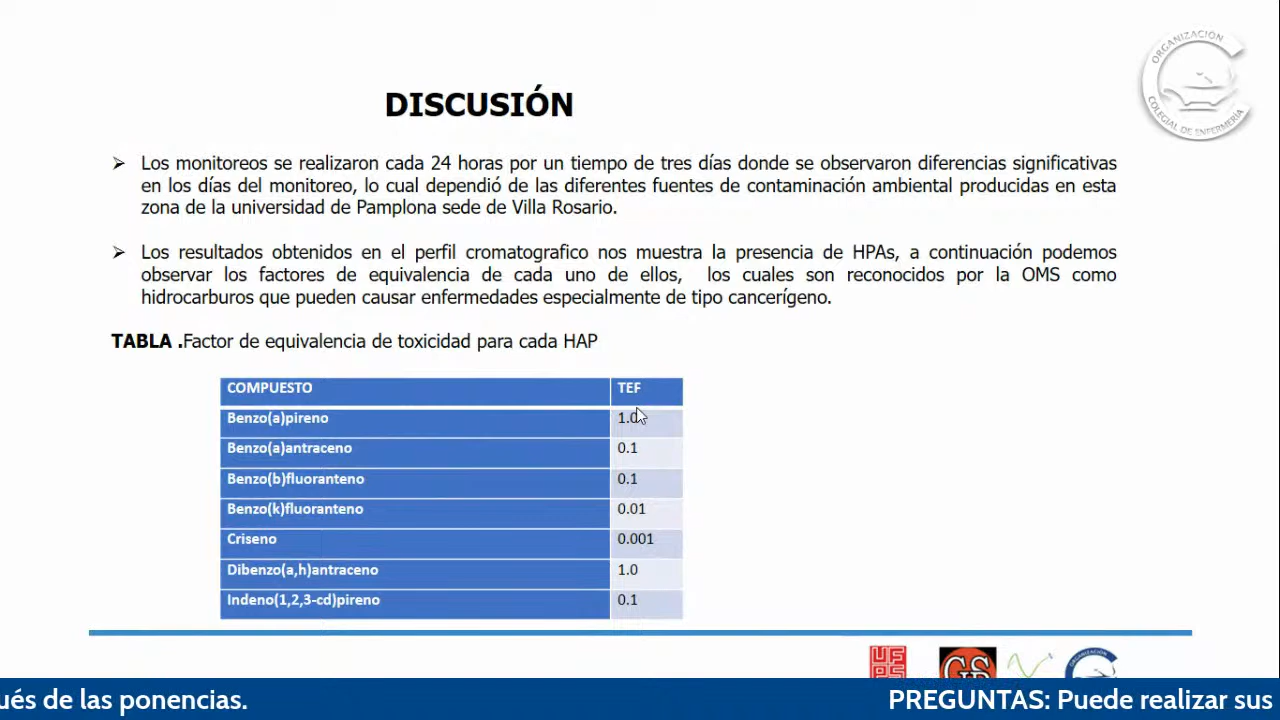 ORGANIZACIÓN
COLEGIAL DE ENFERMERÍA
DISCUSIÓN
➢ Los monitoreos se realizaron cada 24 horas por un tiempo de tres días donde se observaron diferencias significativas
en los días del monitoreo, lo cual dependió de las diferentes fuentes de contaminación ambiental producidas en esta
zona de la universidad de Pamplona sede de Villa Rosario.
➢ Los resultados obtenidos en el perfil cromatografico nos muestra la presencia de HPAs, a continuación podemos
observar los factores de equivalencia de cada uno de ellos, los cuales son reconocidos por la OMS como
hidrocarburos que pueden causar enfermedades especialmente de tipo cancerígeno.
TABLA .Factor de equivalencia de toxicidad para cada HAP
COMPUESTO TEF
Benzo(a)pireno 1.0
Benzo(a)antraceno 0.1
Benzo(b)fluoranteno 0.1
Benzo(k)fluoranteno 0.01
Criseno 0.001
Dibenzo(a,h)antraceno 1.0
Indeno(1,2,3-cd)pireno 0.1
ORGANIZACIÓN
ués de las ponencias. PREGUNTAS: Puede realizar sus